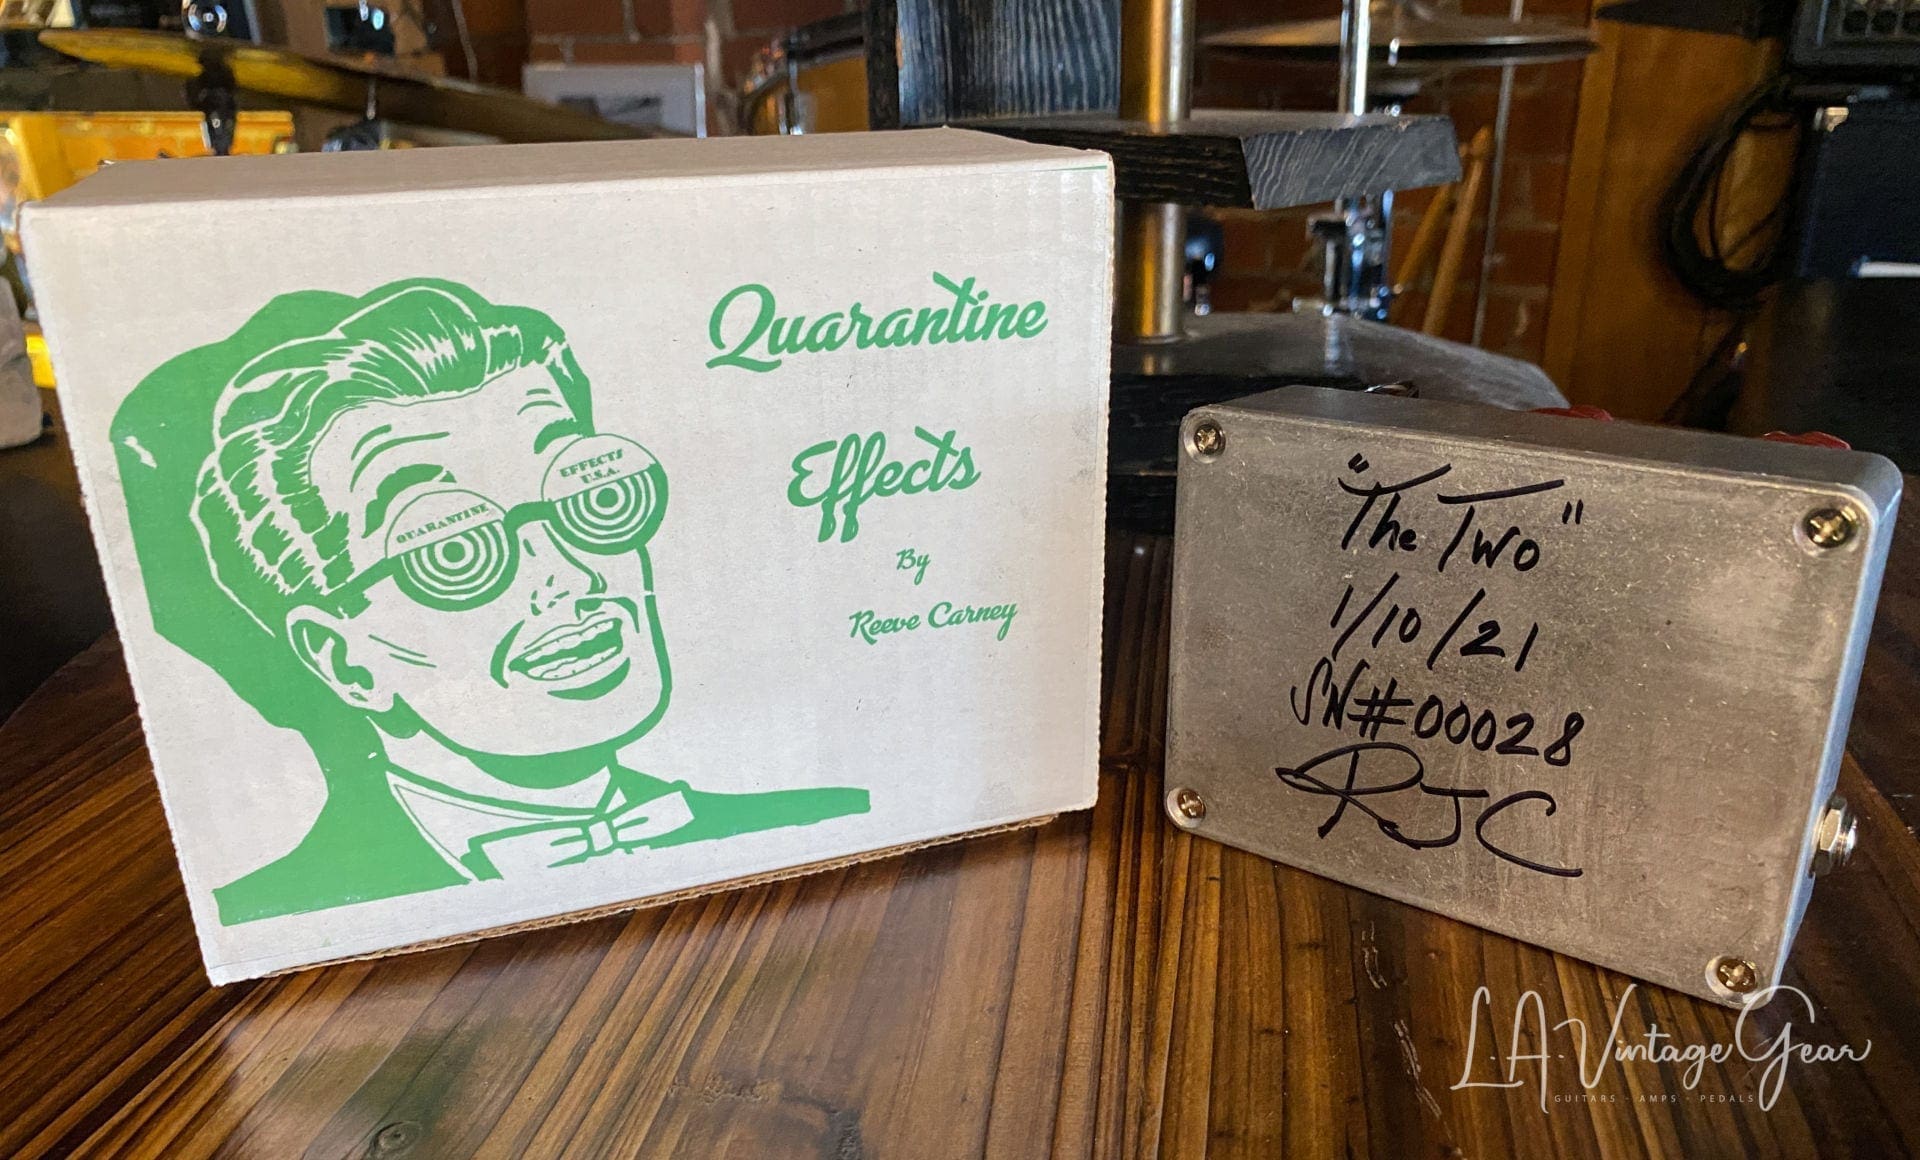 Quarantine
Effects
By
Reeve Carney
QUARANTINE
EFFECTS
U.S.A.
"The Two"
1/10/21
SN#00028
RJC
L.A. Vintage Gear
GUITARS - AMPS - PEDALS